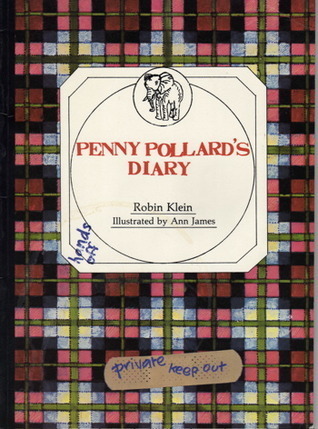 PENNY POLLARD'S
DIARY
Robin Klein
Illustrated by Ann James
hands
off
private keep out